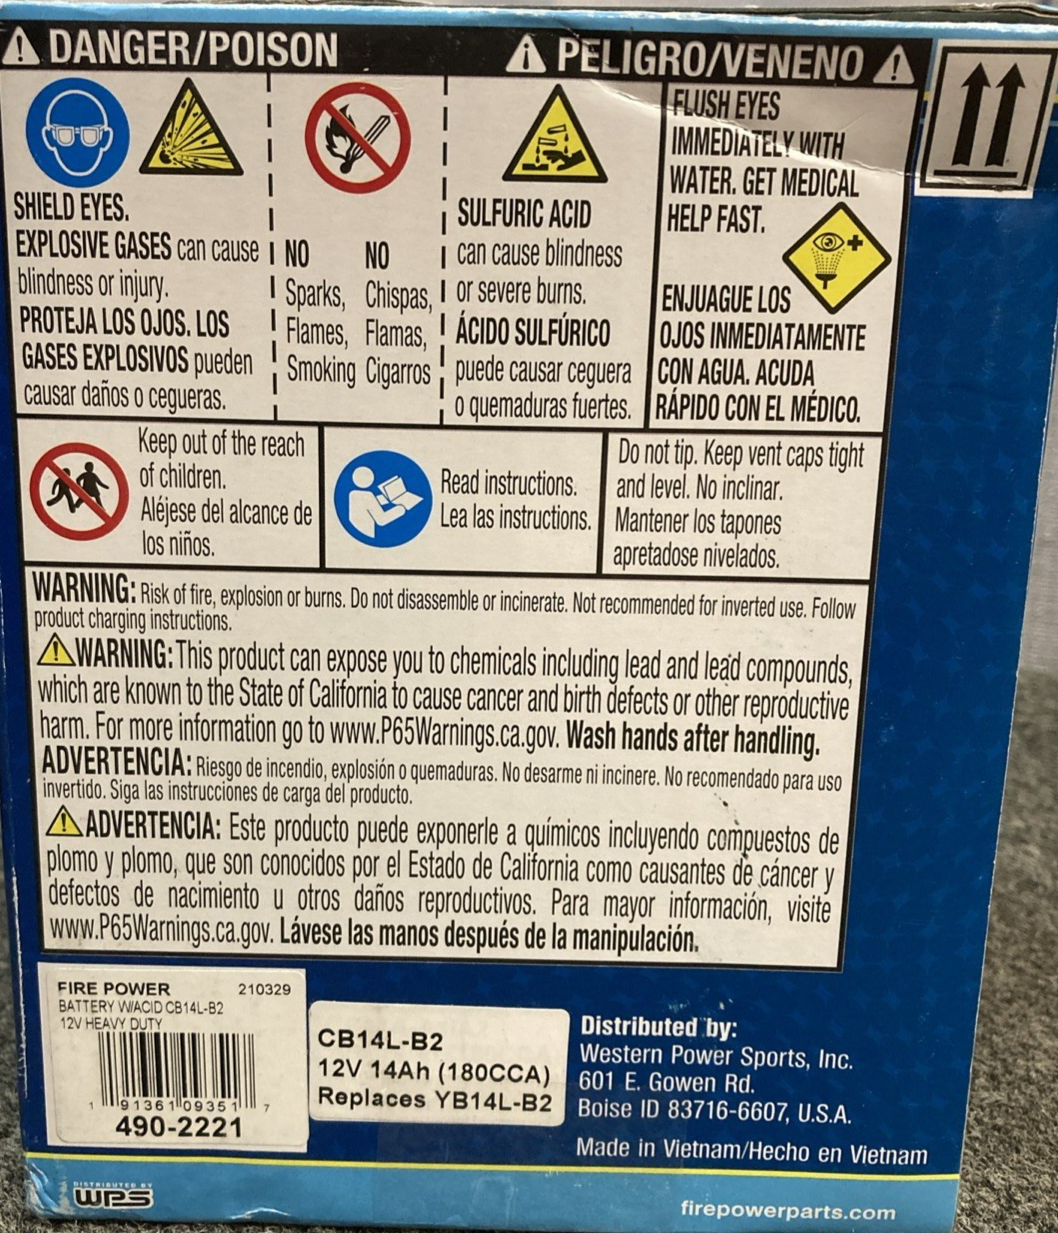 DANGER/POISON
PELIGRO/VENENO
SHIELD EYES.
EXPLOSIVE GASES can cause
blindness or injury.
PROTEJA LOS OJOS. LOS
GASES EXPLOSIVOS pueden
causar daños o cegueras.
NO
Sparks,
Flames,
Smoking
NO
Chispas,
Flamas,
Cigarros
SULFURIC ACID
can cause blindness
or severe burns.
ÁCIDO SULFÚRICO
puede causar ceguera
o quemaduras fuertes.
FLUSH EYES
IMMEDIATELY WITH
WATER. GET MEDICAL
HELP FAST.
ENJUAGUE LOS
OJOS INMEDIATAMENTE
CON AGUA. ACUDA
RÁPIDO CON EL MÉDICO.
Keep out of the reach
of children.
Aléjese del alcance de
los niños.
Read instructions.
Lea las instructions.
Do not tip. Keep vent caps tight
and level. No inclinar.
Mantener los tapones
apretadose nivelados.
WARNING: Risk of fire, explosion or burns. Do not disassemble or incinerate. Not recommended for inverted use. Follow
product charging instructions.
WARNING: This product can expose you to chemicals including lead and lead compounds,
which are known to the State of California to cause cancer and birth defects or other reproductive
harm. For more information go to www.P65Warnings.ca.gov. Wash hands after handling.
ADVERTENCIA: Riesgo de incendio, explosión o quemaduras. No desarme ni incinere. No recomendado para uso
invertido. Siga las instrucciones de carga del producto.
ADVERTENCIA: Este producto puede exponerle a químicos incluyendo compuestos de
plomo y plomo, que son conocidos por el Estado de California como causantes de cáncer y
defectos de nacimiento u otros daños reproductivos. Para mayor información, visite
www.P65Warnings.ca.gov. Lávese las manos después de la manipulación.
FIRE POWER 210329
BATTERY W/ACID CB14L-B2
12V HEAVY DUTY
1 91361 09351 7
490-2221
CB14L-B2
12V 14Ah (180CCA)
Replaces YB14L-B2
Distributed by:
Western Power Sports, Inc.
601 E. Gowen Rd.
Boise ID 83716-6607, U.S.A.
Made in Vietnam/Hecho en Vietnam
DISTRIBUTED BY
WPS
firepowerparts.com